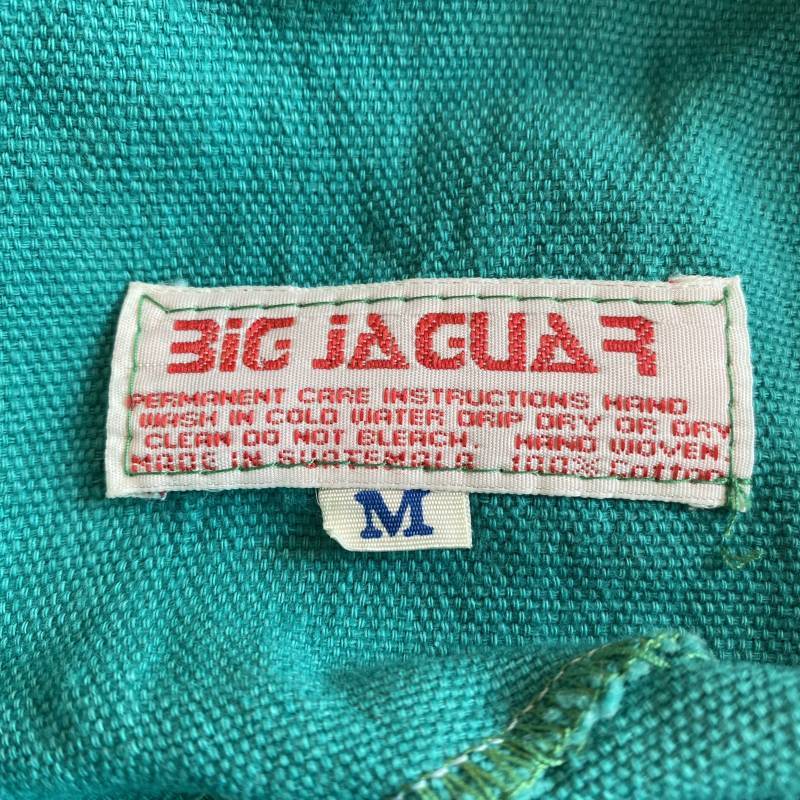 BiG JAGUAR
PERMANENT CARE INSTRUCTIONS HAND
WASH IN COLD WATER DRIP DRY OR DRY
CLEAN DO NOT BLEACH. HAND WOVEN
MADE IN GUATEMALA 100% Cotton
M